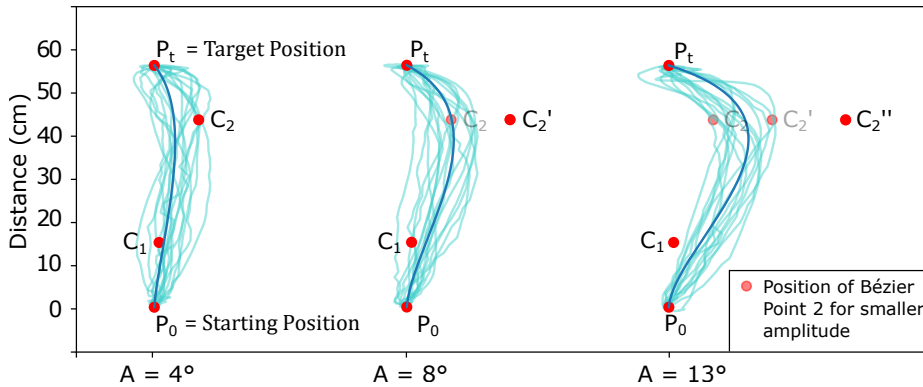 Distance (cm)
60
50
40
30
20
10
0
Pt = Target Position
C2
C1
P0 = Starting Position
A = 4°
Pt
C2
C2'
C1
P0
A = 8°
Pt
C2
C2'
C2''
C1
P0
A = 13°
Position of Bézier
Point 2 for smaller
amplitude